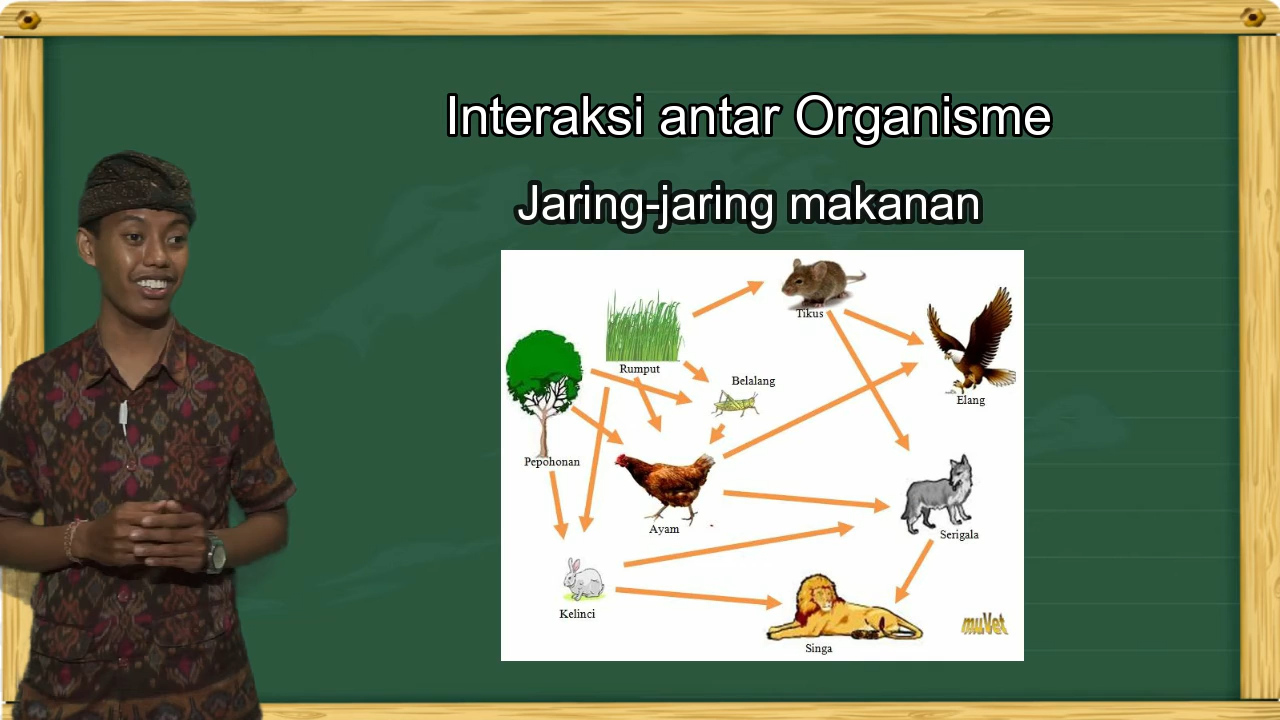 Interaksi antar Organisme
Jaring-jaring makanan
Tikus
Rumput
Belalang
Elang
Pepohonan
Ayam
Serigala
Kelinci
Singa
muVet